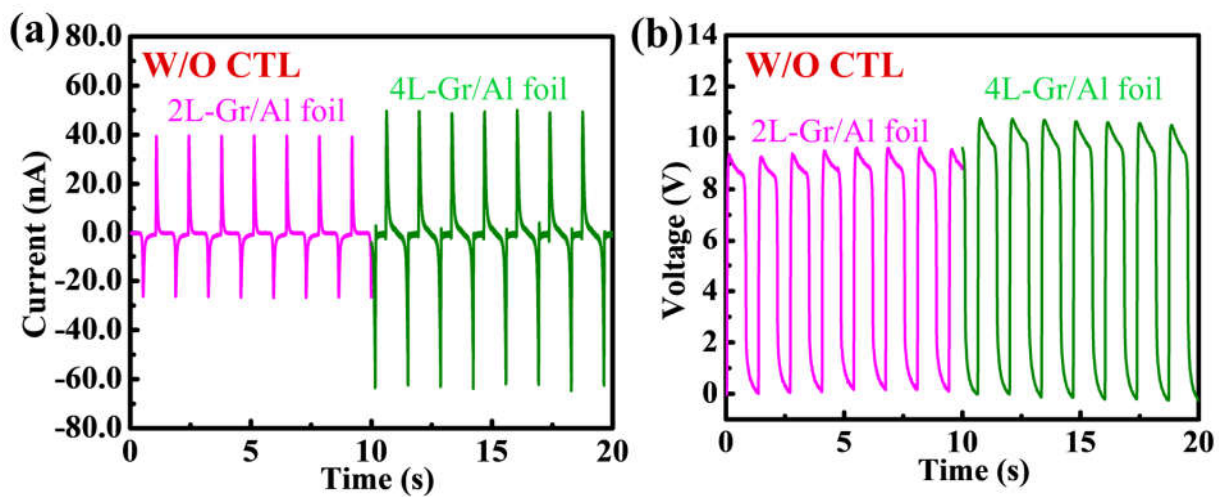 (a)
W/O CTL
2L-Gr/Al foil
4L-Gr/Al foil
Current (nA)
80.0
60.0
40.0
20.0
0.0
-20.0
-40.0
-60.0
-80.0
0
5
10
15
20
Time (s)
(b)
W/O CTL
2L-Gr/Al foil
4L-Gr/Al foil
Voltage (V)
14
12
10
8
6
4
2
0
0
5
10
15
20
Time (s)